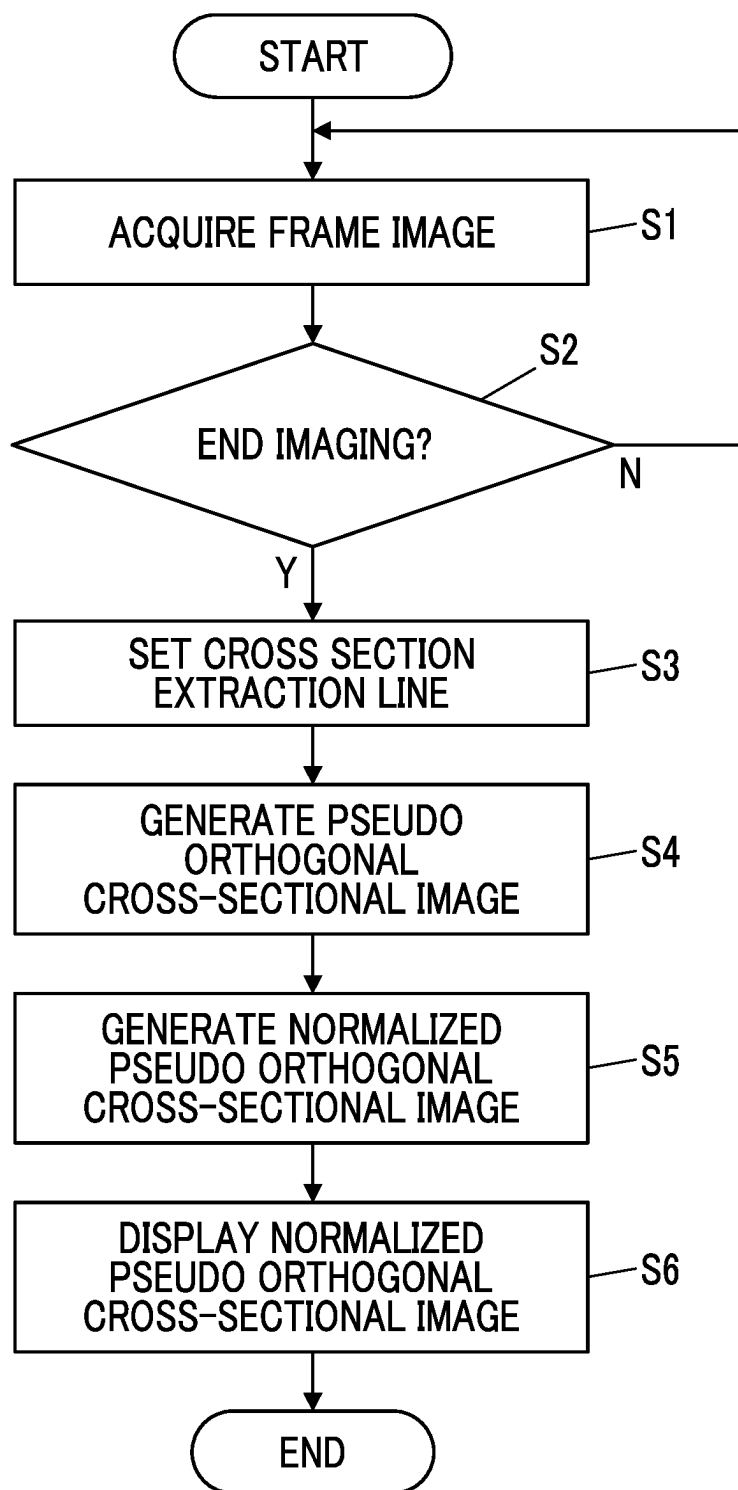 START
ACQUIRE FRAME IMAGE
S1
S2
END IMAGING?
N
Y
SET CROSS SECTION
EXTRACTION LINE
S3
GENERATE PSEUDO
ORTHOGONAL
CROSS-SECTIONAL IMAGE
S4
GENERATE NORMALIZED
PSEUDO ORTHOGONAL
CROSS-SECTIONAL IMAGE
S5
DISPLAY NORMALIZED
PSEUDO ORTHOGONAL
CROSS-SECTIONAL IMAGE
S6
END